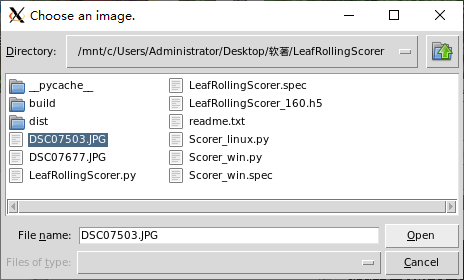 Choose an image.
Directory: /mnt/c/Users/Administrator/Desktop/软著/LeafRollingScorer
__pycache__
build
dist
DSC07503.JPG
DSC07677.JPG
LeafRollingScorer.py
LeafRollingScorer.spec
LeafRollingScorer_160.h5
readme.txt
Scorer_linux.py
Scorer_win.py
Scorer_win.spec
File name: DSC07503.JPG
Open
Files of type:
Cancel